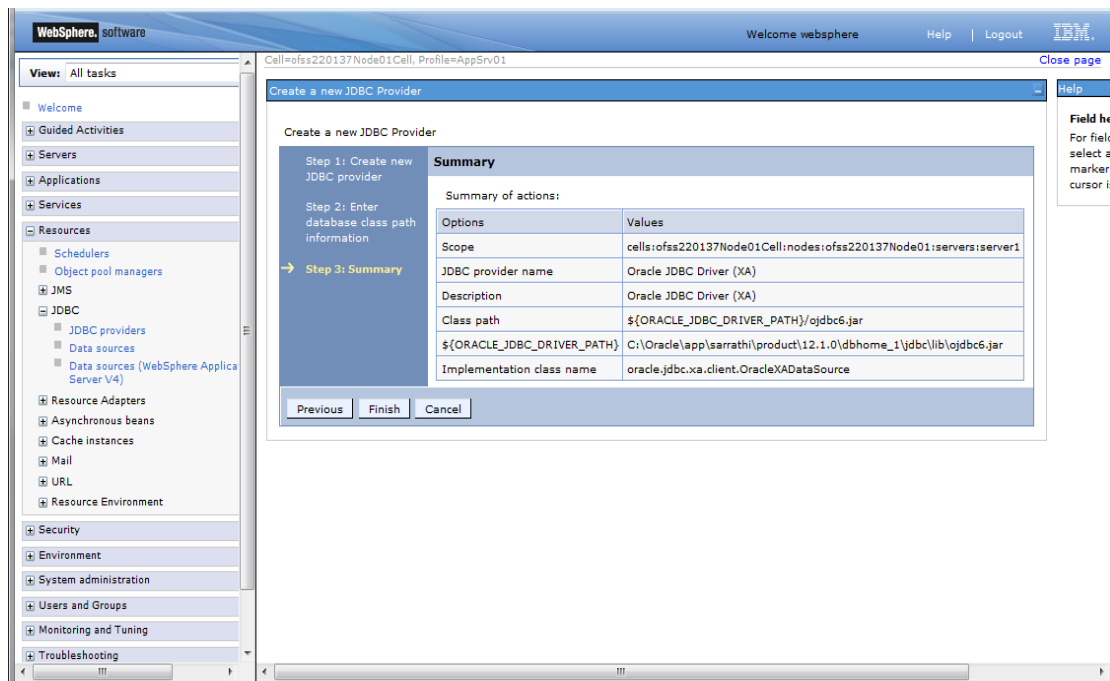 WebSphere. software
Welcome websphere Help | Logout IBM.
View: All tasks
Welcome
Guided Activities
Servers
Applications
Services
Resources
Schedulers
Object pool managers
JMS
JDBC
JDBC providers
Data sources
Data sources (WebSphere Applica
Server V4)
Resource Adapters
Asynchronous beans
Cache instances
Mail
URL
Resource Environment
Security
Environment
System administration
Users and Groups
Monitoring and Tuning
Troubleshooting
Cell=ofss220137Node01Cell, Profile=AppSrv01
Close page
Create a new JDBC Provider
Create a new JDBC Provider
Step 1: Create new
JDBC provider
Step 2: Enter
database class path
information
Step 3: Summary
Summary
Summary of actions:
Options Values
Scope cells:ofss220137Node01Cell:nodes:ofss220137Node01:servers:server1
JDBC provider name Oracle JDBC Driver (XA)
Description Oracle JDBC Driver (XA)
Class path ${ORACLE_JDBC_DRIVER_PATH}/ojdbc6.jar
${ORACLE_JDBC_DRIVER_PATH} C:\Oracle\app\sarrathi\product\12.1.0\dbhome_1\jdbc\lib\ojdbc6.jar
Implementation class name oracle.jdbc.xa.client.OracleXADataSource
Previous Finish Cancel
Help
Field he
For field
select a
marker
cursor is